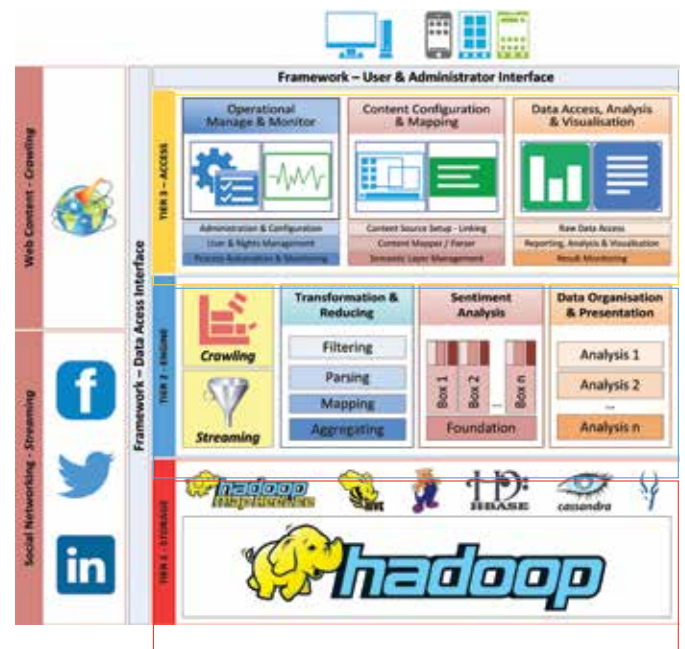 Framework – User & Administrator Interface
Web Content - Crawling
Social Networking - Streaming
Framework – Data Acess Interface
TIER 3 – ACCESS
Operational
Manage & Monitor
Administration & Configuration
User & Rights Management
Process Automation & Monitoring
Content Configuration
& Mapping
Content Source Setup - Linking
Content Mapper / Parser
Semantic Layer Management
Data Access, Analysis
& Visualisation
Raw Data Access
Reporting, Analysis & Visualisation
Result Monitoring
TIER 2 - ENGINE
Crawling
Streaming
Transformation &
Reducing
Filtering
Parsing
Mapping
Aggregating
Sentiment
Analysis
Box 1
Box 2
...
Box n
Foundation
Data Organisation
& Presentation
Analysis 1
Analysis 2
...
Analysis n
TIER 1 - STORAGE
hadoop
MapReduce
HIVE
HBASE
cassandra
hadoop
f
in